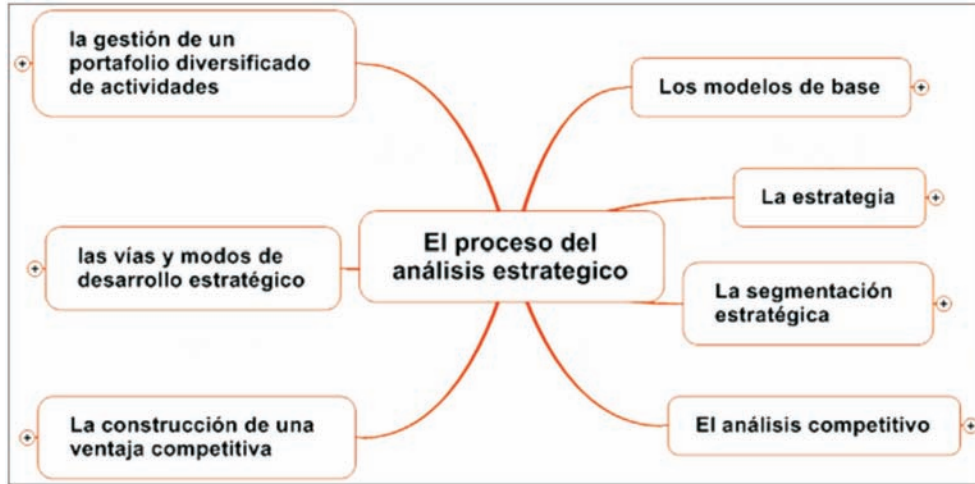 la gestión de un
portafolio diversificado
de actividades
Los modelos de base
La estrategia
El proceso del
análisis estrategico
las vías y modos de
desarrollo estratégico
La segmentación
estratégica
La construcción de una
ventaja competitiva
El análisis competitivo